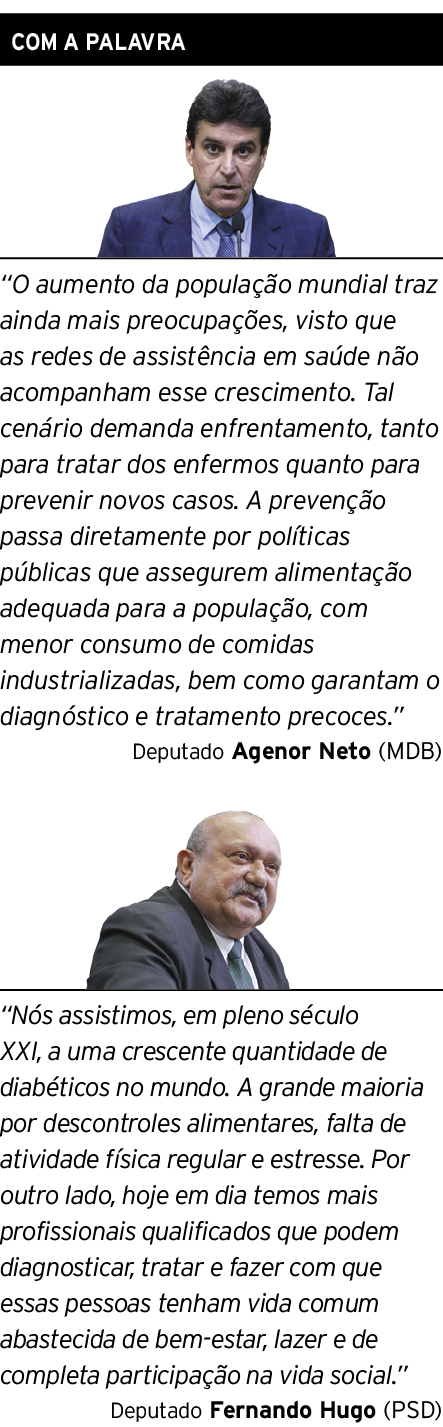 COM A PALAVRA
“O aumento da população mundial traz
ainda mais preocupações, visto que
as redes de assistência em saúde não
acompanham esse crescimento. Tal
cenário demanda enfrentamento, tanto
para tratar dos enfermos quanto para
prevenir novos casos. A prevenção
passa diretamente por políticas
públicas que assegurem alimentação
adequada para a população, com
menor consumo de comidas
industrializadas, bem como garantam o
diagnóstico e tratamento precoces.”
Deputado Agenor Neto (MDB)
“Nós assistimos, em pleno século
XXI, a uma crescente quantidade de
diabéticos no mundo. A grande maioria
por descontroles alimentares, falta de
atividade física regular e estresse. Por
outro lado, hoje em dia temos mais
profissionais qualificados que podem
diagnosticar, tratar e fazer com que
essas pessoas tenham vida comum
abastecida de bem-estar, lazer e de
completa participação na vida social.”
Deputado Fernando Hugo (PSD)